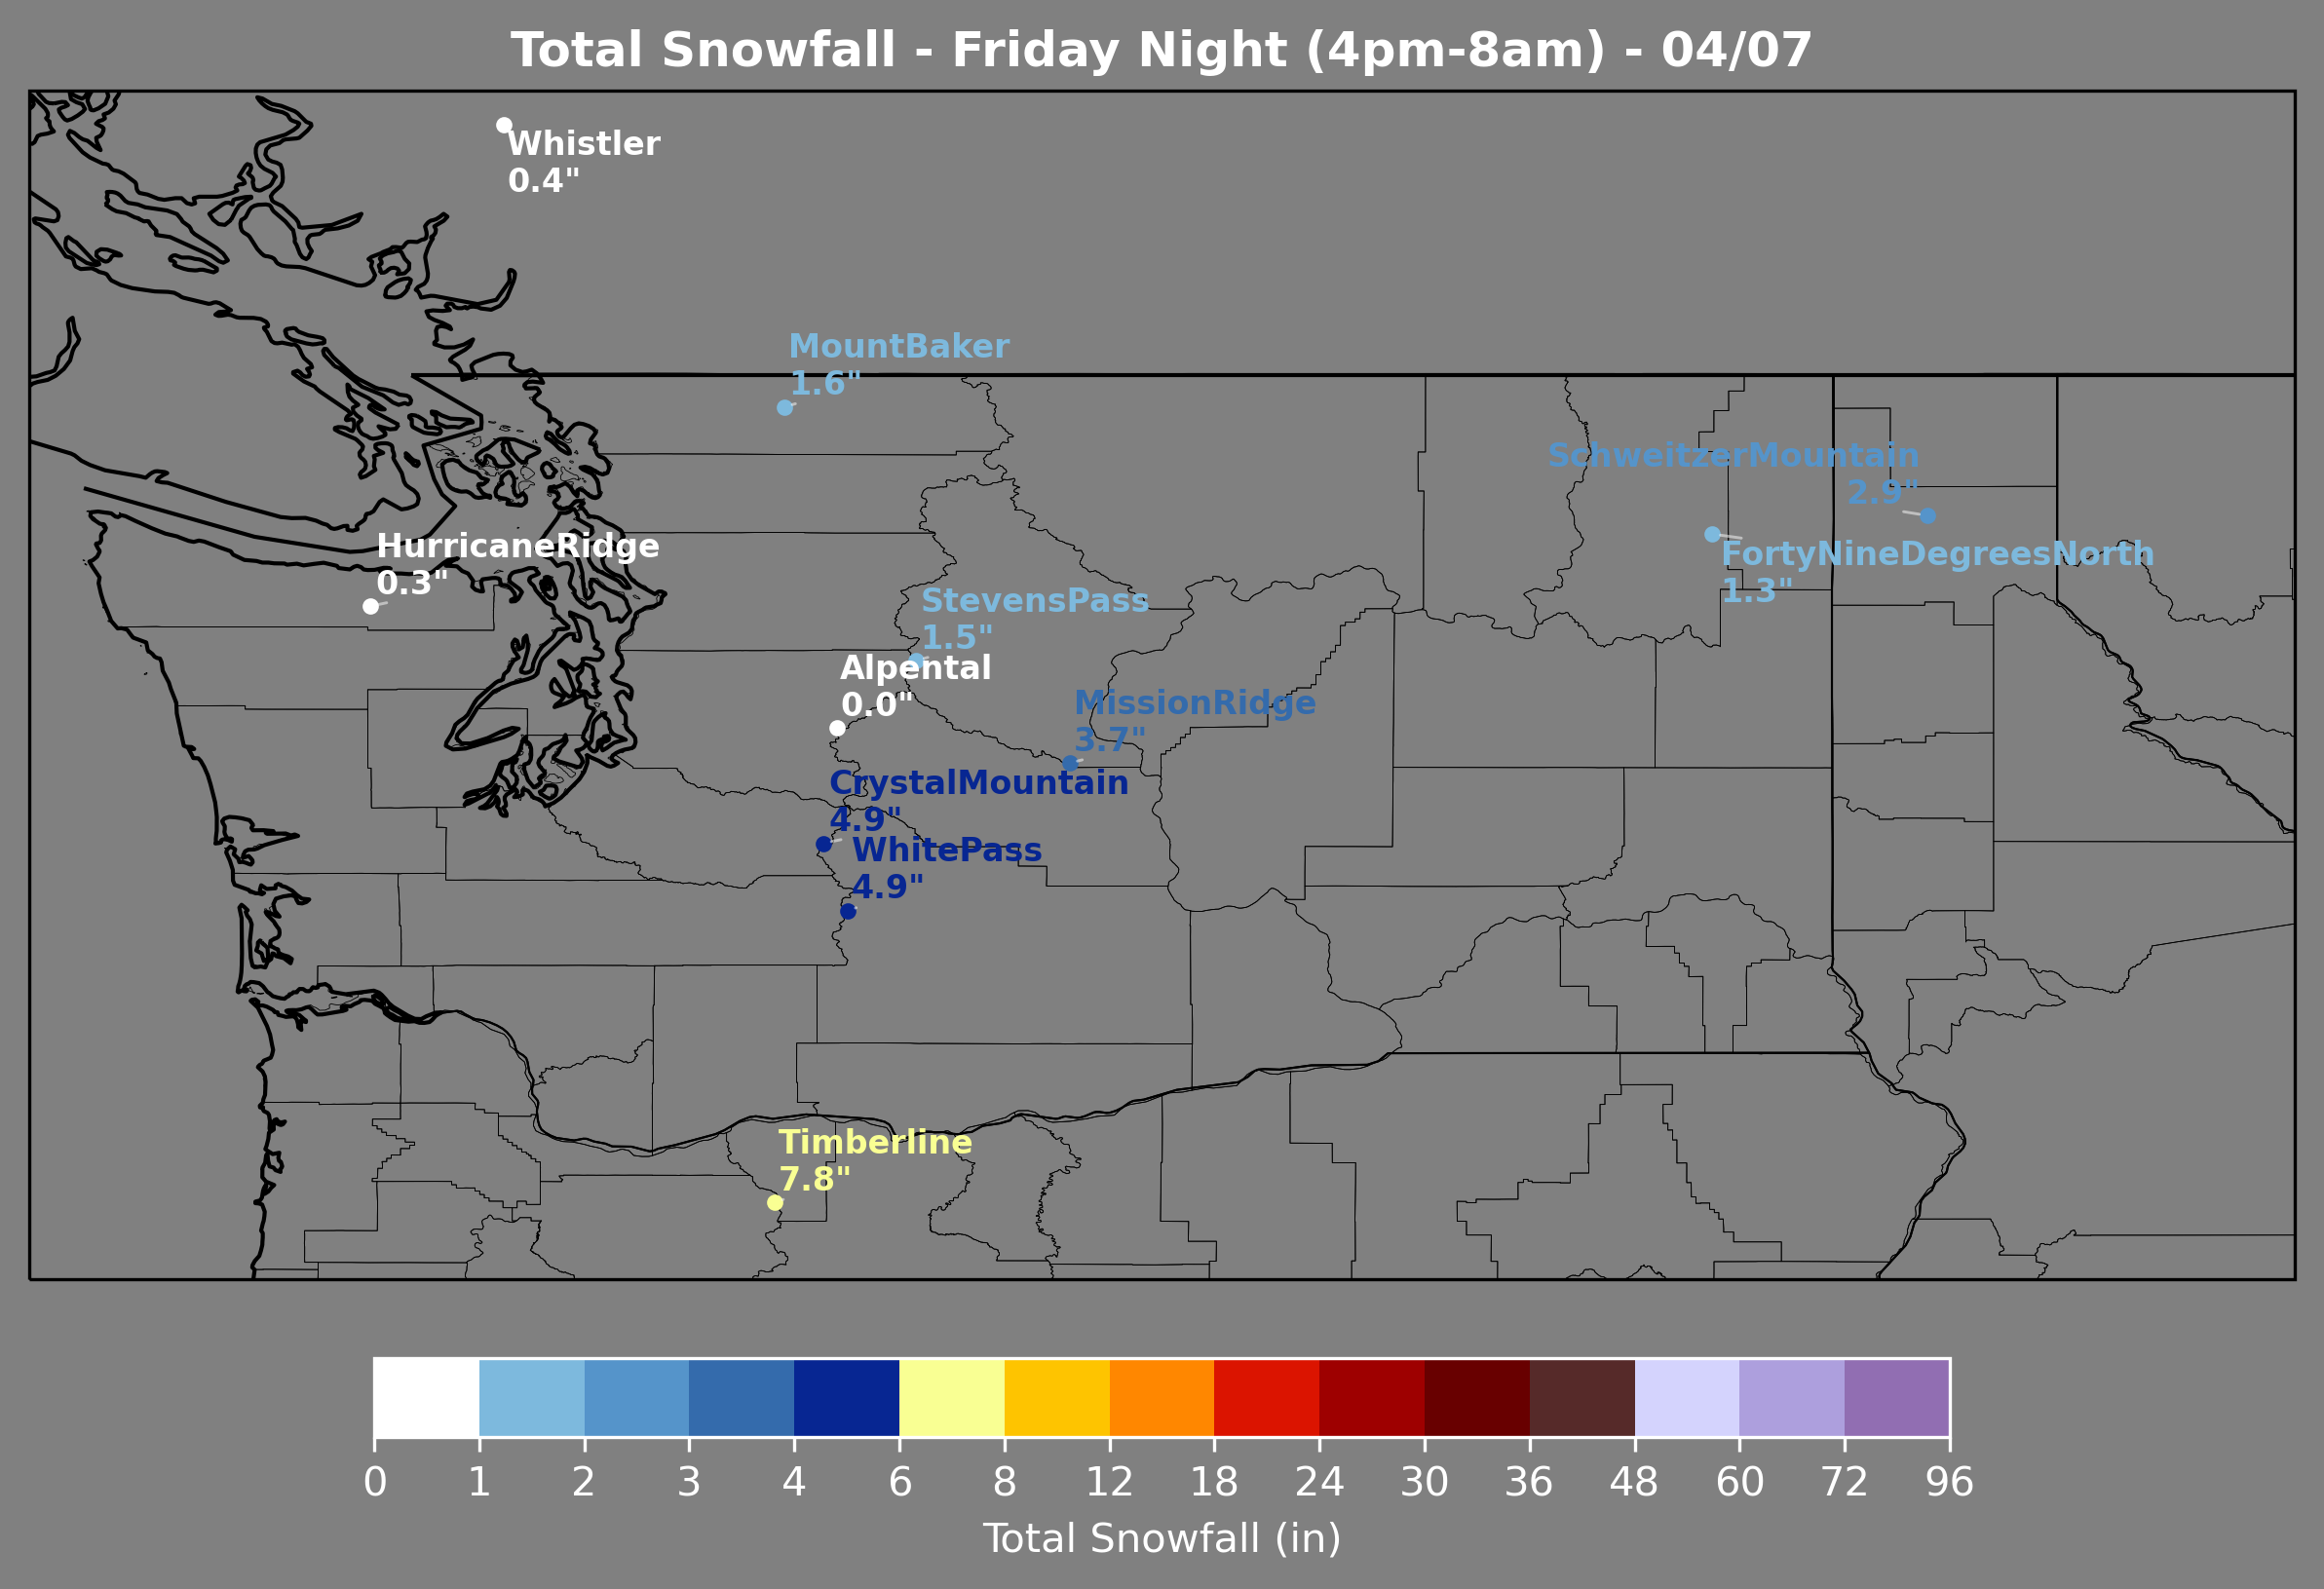 Total Snowfall - Friday Night (4pm-8am) - 04/07
Whistler
0.4"
MountBaker
1.6"
SchweitzerMountain
2.9"
HurricaneRidge
0.3"
FortyNineDegreesNorth
1.3"
StevensPass
1.5"
Alpental
0.0"
MissionRidge
3.7"
CrystalMountain
4.9"
WhitePass
4.9"
Timberline
7.8"
0 1 2 3 4 6 8 12 18 24 30 36 48 60 72 96
Total Snowfall (in)